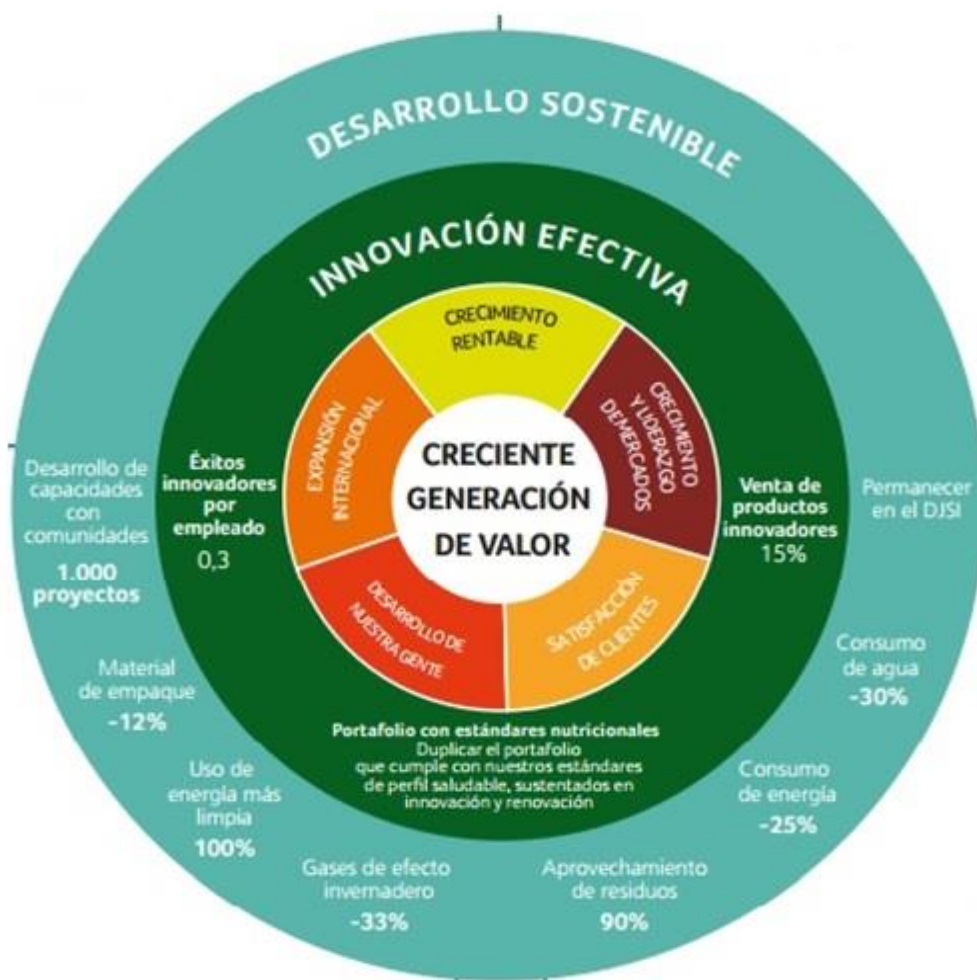 DESARROLLO SOSTENIBLE
INNOVACIÓN EFECTIVA
CRECIMIENTO
RENTABLE
CRECIMIENTO
Y LIDERAZGO
DE MERCADOS
SATISFACCIÓN
DE CLIENTES
DESARROLLO DE
NUESTRA GENTE
EXPANSIÓN
INTERNACIONAL
CRECIENTE
GENERACIÓN
DE VALOR
Éxitos
innovadores
por
empleado
0,3
Venta de
productos
innovadores
15%
Portafolio con estándares nutricionales
Duplicar el portafolio
que cumple con nuestros estándares
de perfil saludable, sustentados en
innovación y renovación
Desarrollo de
capacidades
con
comunidades
1.000
proyectos
Material
de empaque
-12%
Uso de
energía más
limpia
100%
Gases de efecto
invernadero
-33%
Aprovechamiento
de residuos
90%
Consumo
de energía
-25%
Consumo
de agua
-30%
Permanecer
en el DJSI